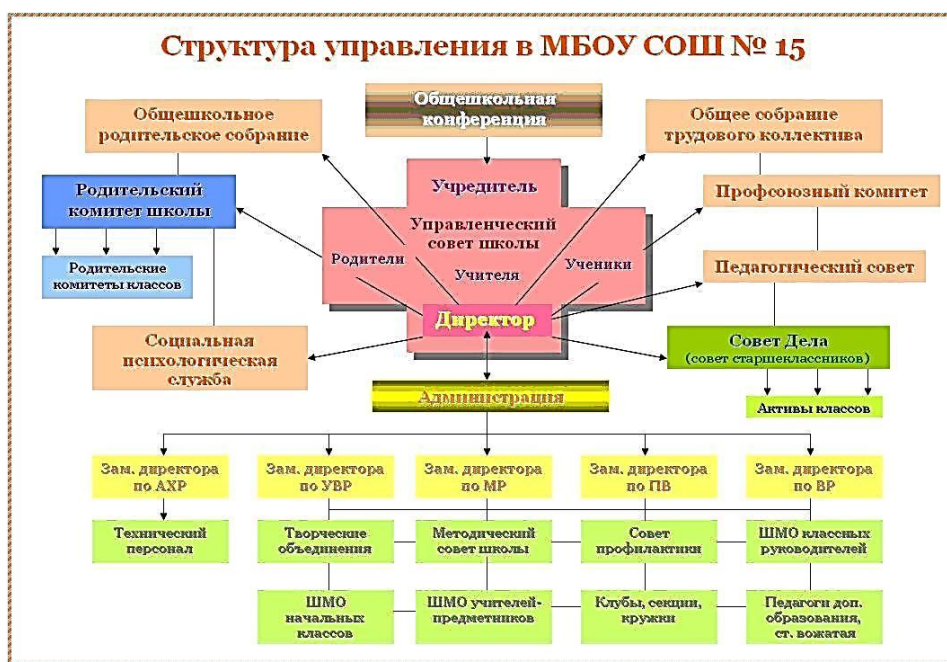 Структура управления в МБОУ СОШ № 15
Общешкольная
конференция
Общешкольное
родительское собрание
Общее собрание
трудового коллектива
Учредитель
Родительский
комитет школы
Профсоюзный комитет
Управленческий
совет школы
Родители
Учителя
Ученики
Родительские
комитеты классов
Педагогический совет
Директор
Социальная
психологическая
служба
Совет Дела
(совет старшеклассников)
Администрация
Активы классов
Зам. директора
по АХР
Зам. директора
по УВР
Зам. директора
по МР
Зам. директора
по ПВ
Зам. директора
по ВР
Технический
персонал
Творческие
объединения
Методический
совет школы
Совет
профилактики
ШМО классных
руководителей
ШМО
начальных
классов
ШМО учителей-
предметников
Клубы, секции,
кружки
Педагоги доп.
образования,
ст. вожатая